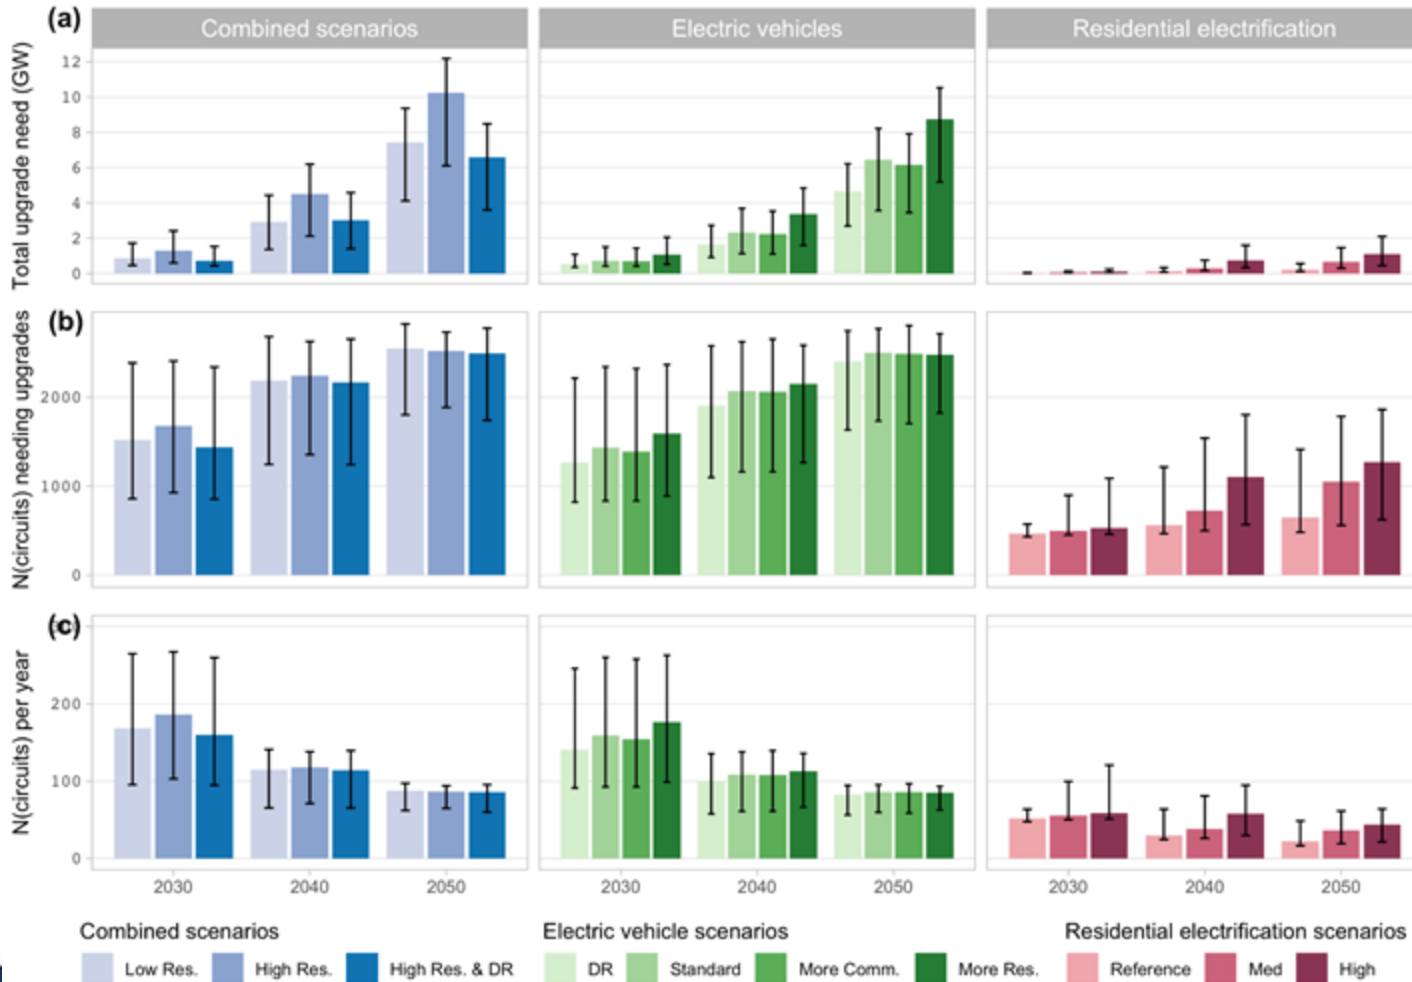 (a)
Combined scenarios
Electric vehicles
Residential electrification
Total upgrade need (GW)
12
10
8
6
4
2
0
(b)
N(circuits) needing upgrades
2000
1000
0
(c)
N(circuits) per year
200
100
0
2030 2040 2050
2030 2040 2050
2030 2040 2050
Combined scenarios
Low Res. High Res. High Res. & DR
Electric vehicle scenarios
DR Standard More Comm. More Res.
Residential electrification scenarios
Reference Med High